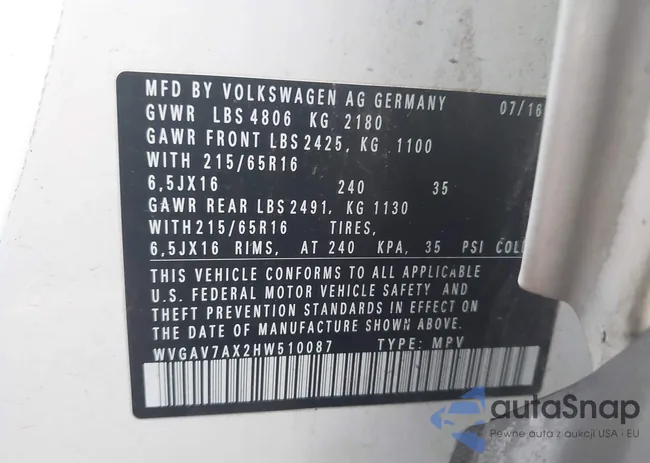 MFD BY VOLKSWAGEN AG GERMANY 07/16
GVWR LBS 4806 KG 2180
GAWR FRONT LBS 2425, KG 1100
WITH 215/65R16
6,5JX16 240 35
GAWR REAR LBS 2491, KG 1130
WITH 215/65R16 TIRES,
6,5JX16 RIMS, AT 240 KPA, 35 PSI COL
THIS VEHICLE CONFORMS TO ALL APPLICABLE
U.S. FEDERAL MOTOR VEHICLE SAFETY AND
THEFT PREVENTION STANDARDS IN EFFECT ON
THE DATE OF MANUFACTURE SHOWN ABOVE.
WVGAV7AX2HW510087 TYPE: MPV
autaSnap
Pewne auta z aukcji USA i EU